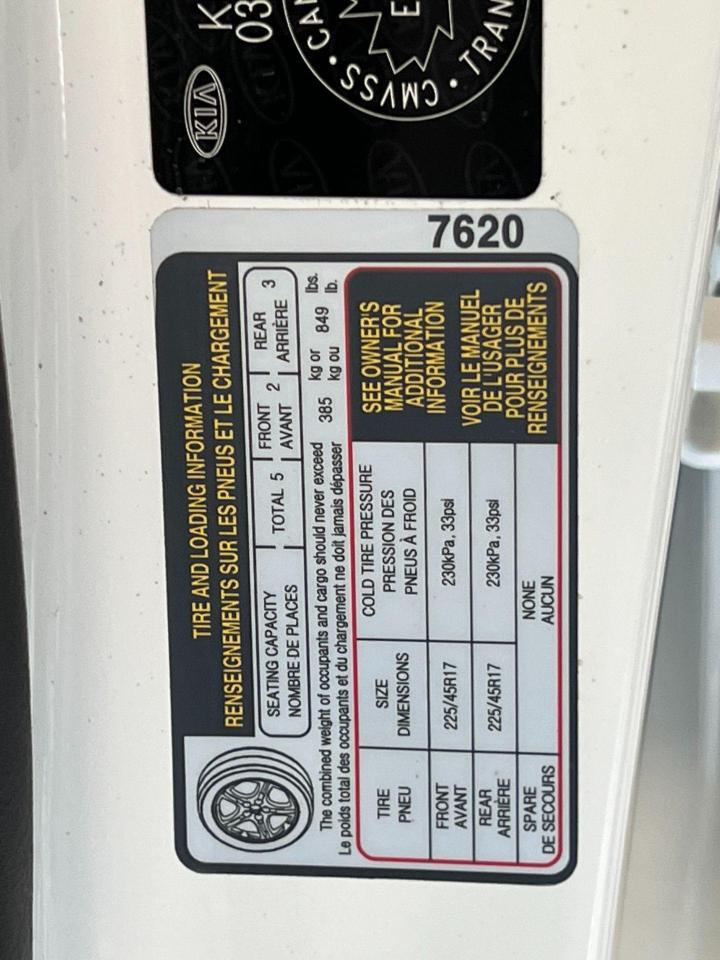 KIA
K
03
CMVSS • TRAN
CA
E
7620
TIRE AND LOADING INFORMATION
RENSEIGNEMENTS SUR LES PNEUS ET LE CHARGEMENT
SEATING CAPACITY TOTAL 5 FRONT 2 REAR 3
NOMBRE DE PLACES AVANT ARRIÈRE
The combined weight of occupants and cargo should never exceed 385 kg or 849 lbs.
Le poids total des occupants et du chargement ne doit jamais dépasser kg ou lb.
TIRE SIZE COLD TIRE PRESSURE
PNEU DIMENSIONS PRESSION DES
PNEUS À FROID
FRONT 225/45R17 230kPa, 33psi
AVANT
REAR 225/45R17 230kPa, 33psi
ARRIÈRE
SPARE NONE
DE SECOURS AUCUN
SEE OWNER'S
MANUAL FOR
ADDITIONAL
INFORMATION
VOIR LE MANUEL
DE L'USAGER
POUR PLUS DE
RENSEIGNEMENTS